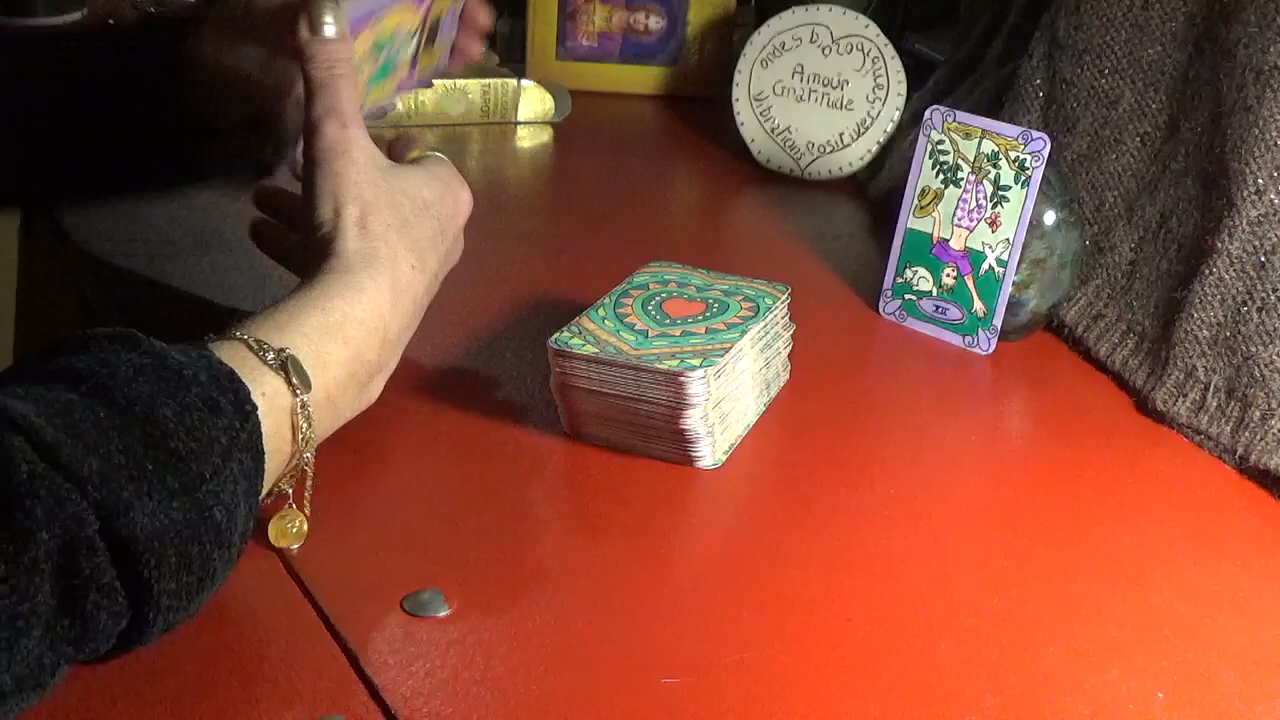 ondes biologiques
Amour
Gratitude
Vibrations Positives
TAROT
XII